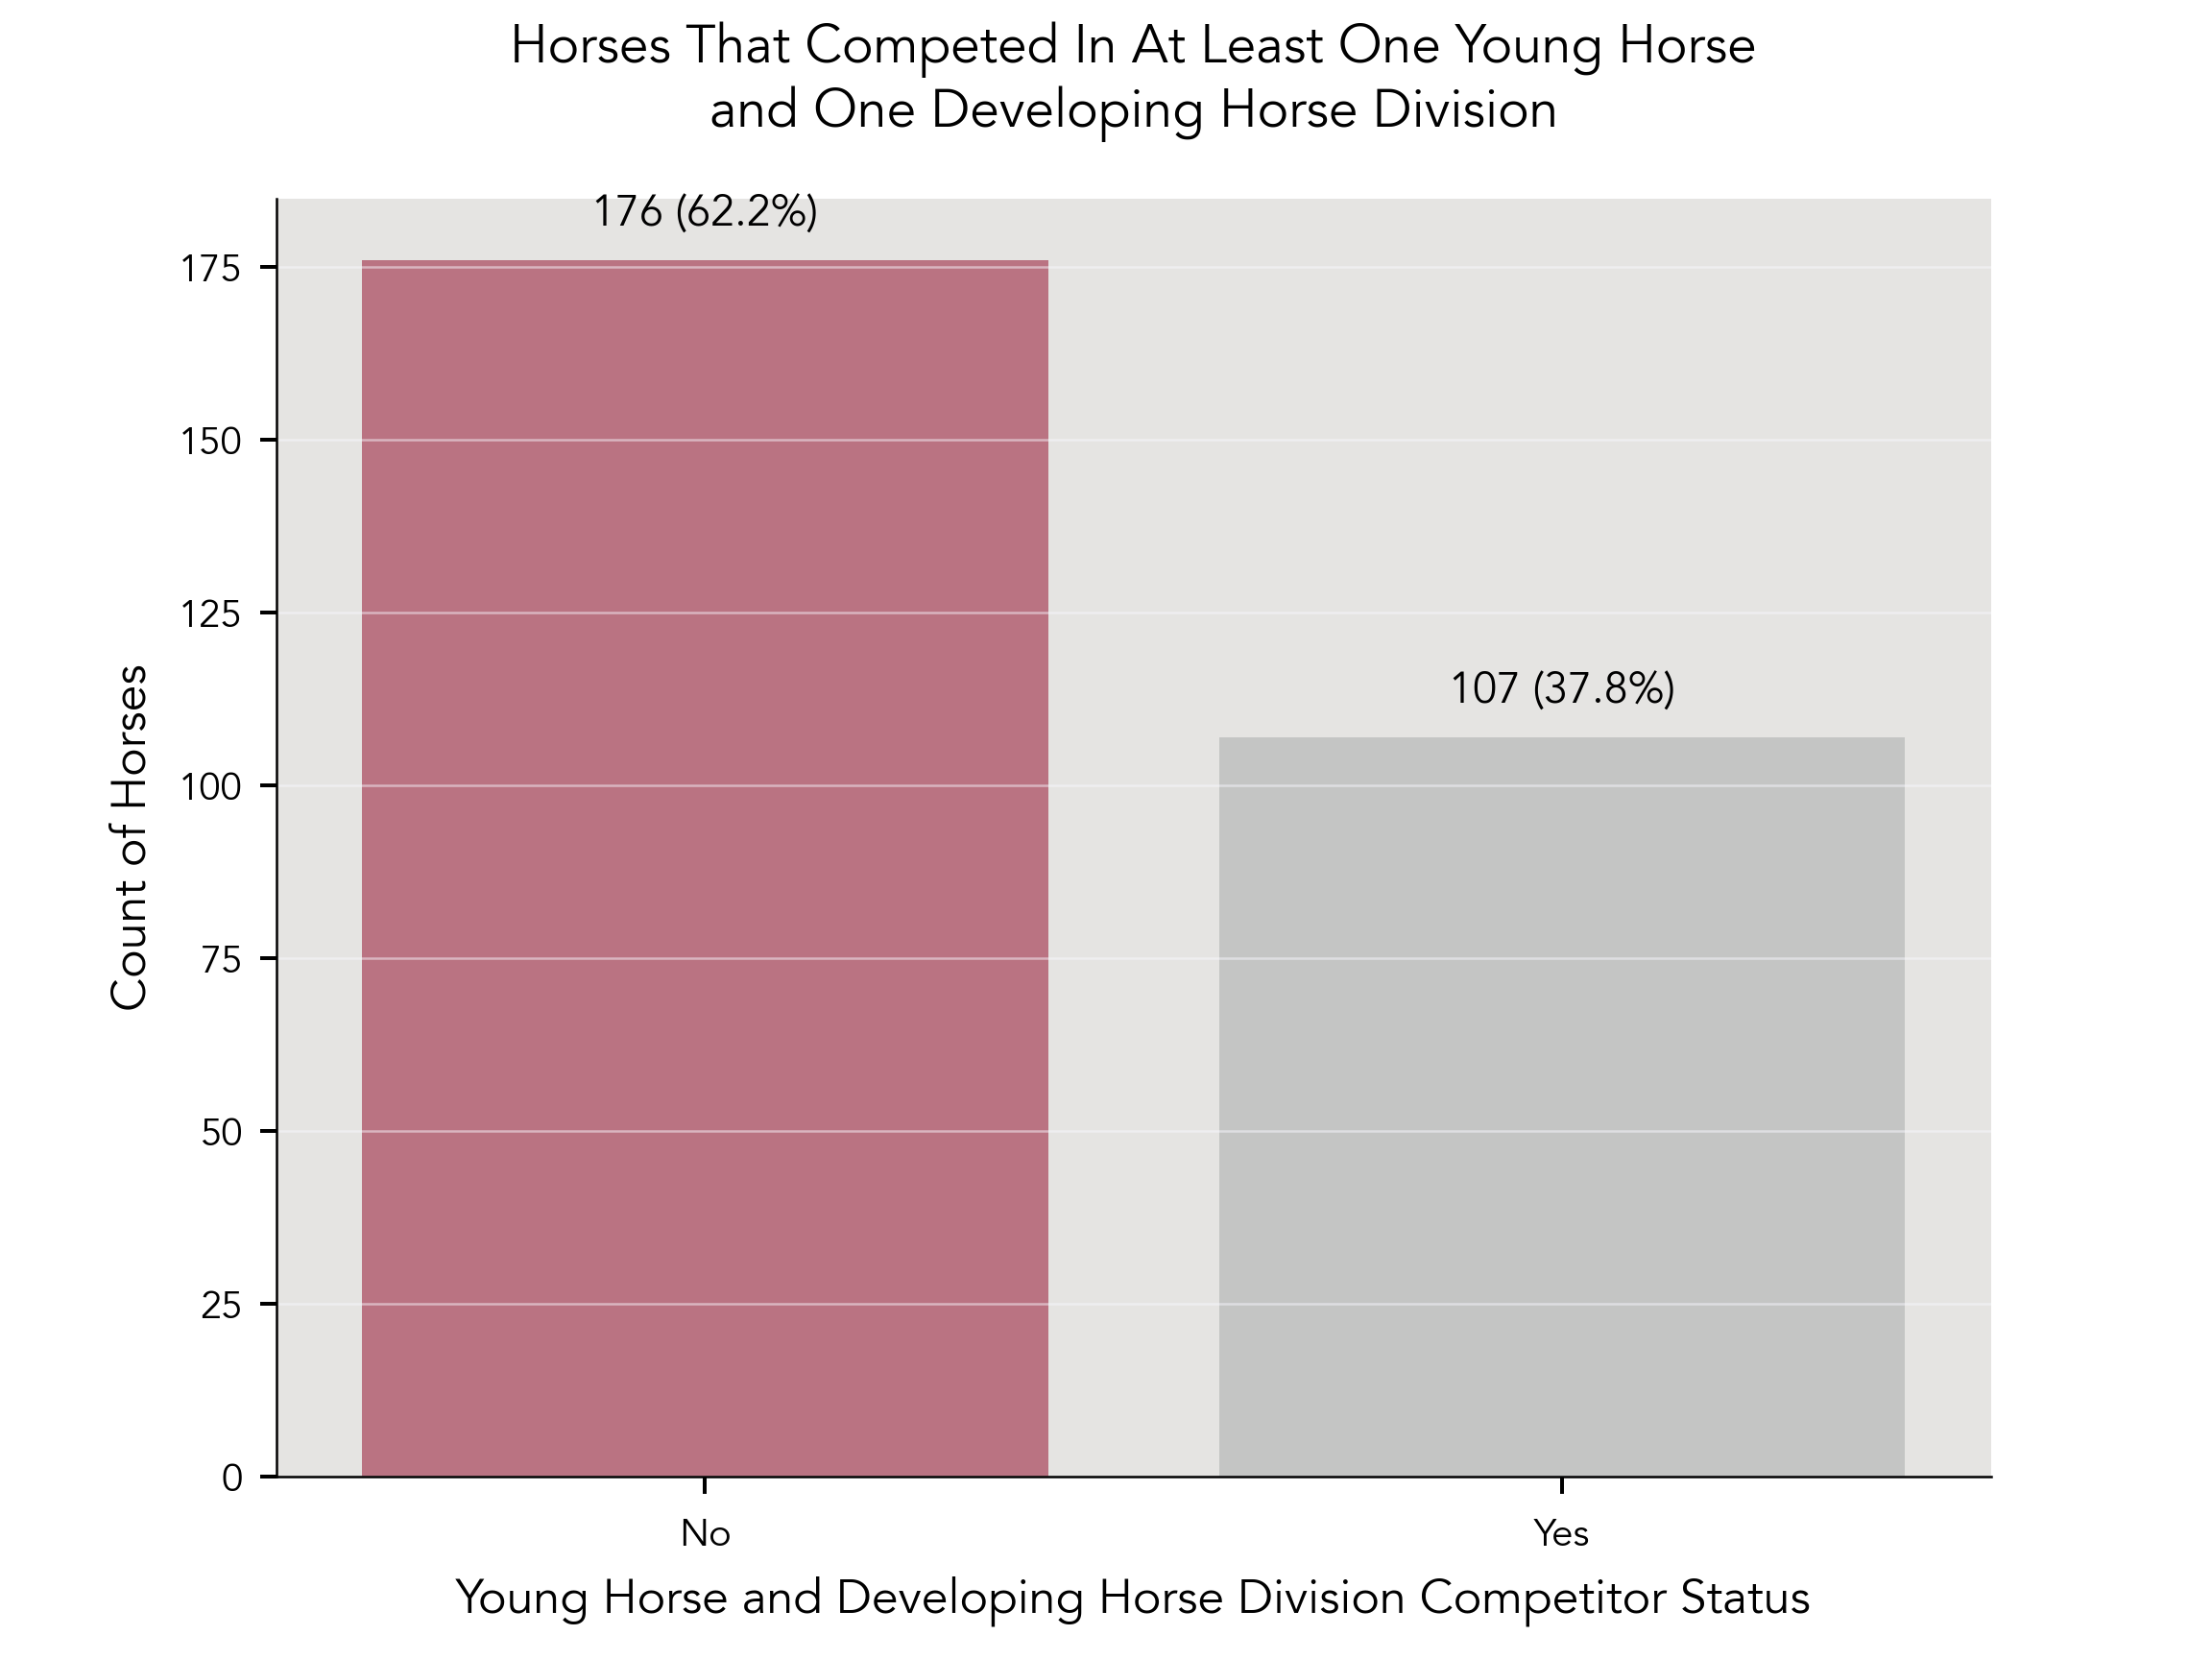 Horses That Competed In At Least One Young Horse
and One Developing Horse Division
176 (62.2%)
175
150
125
107 (37.8%)
100
75
50
25
0
Count of Horses
No
Yes
Young Horse and Developing Horse Division Competitor Status